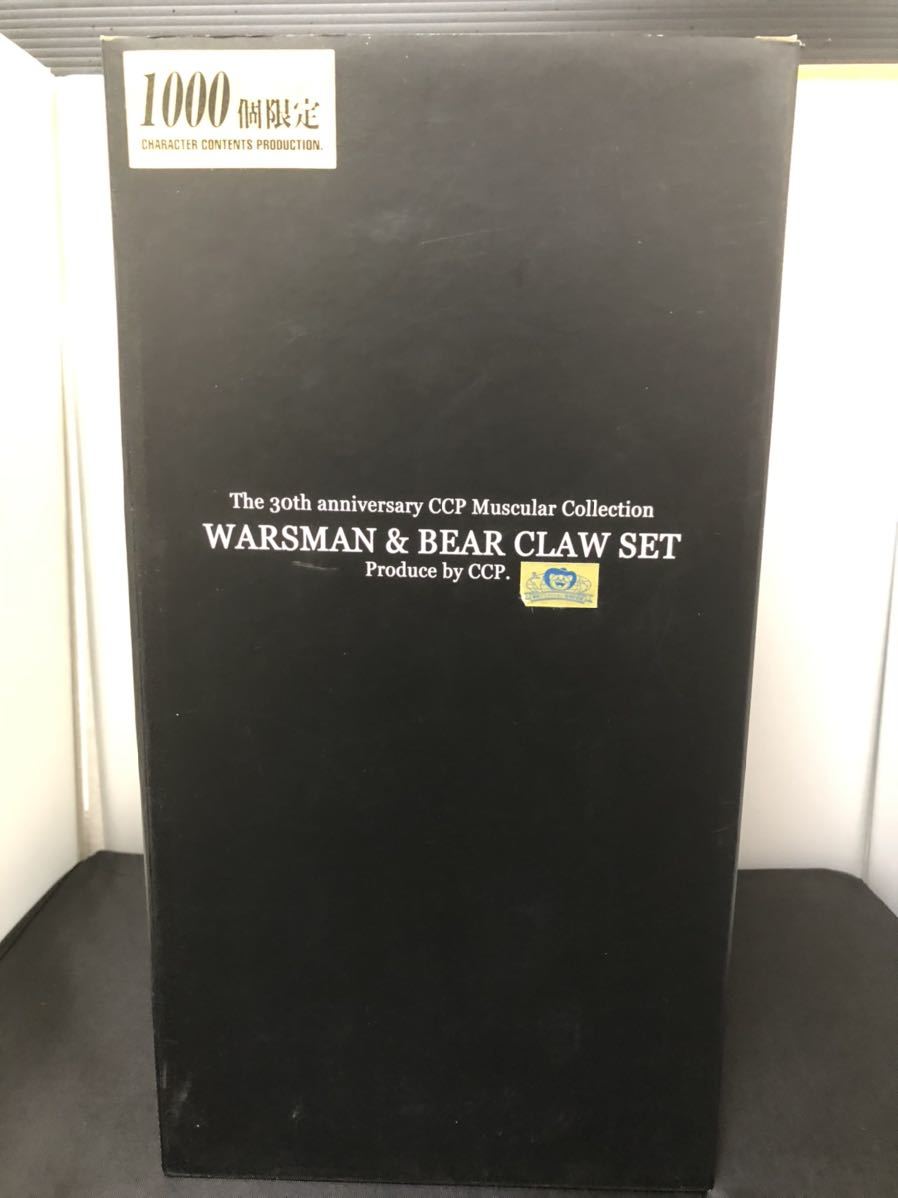 1000個限定
CHARACTER CONTENTS PRODUCTION.
The 30th anniversary CCP Muscular Collection
WARSMAN & BEAR CLAW SET
Produce by CCP.